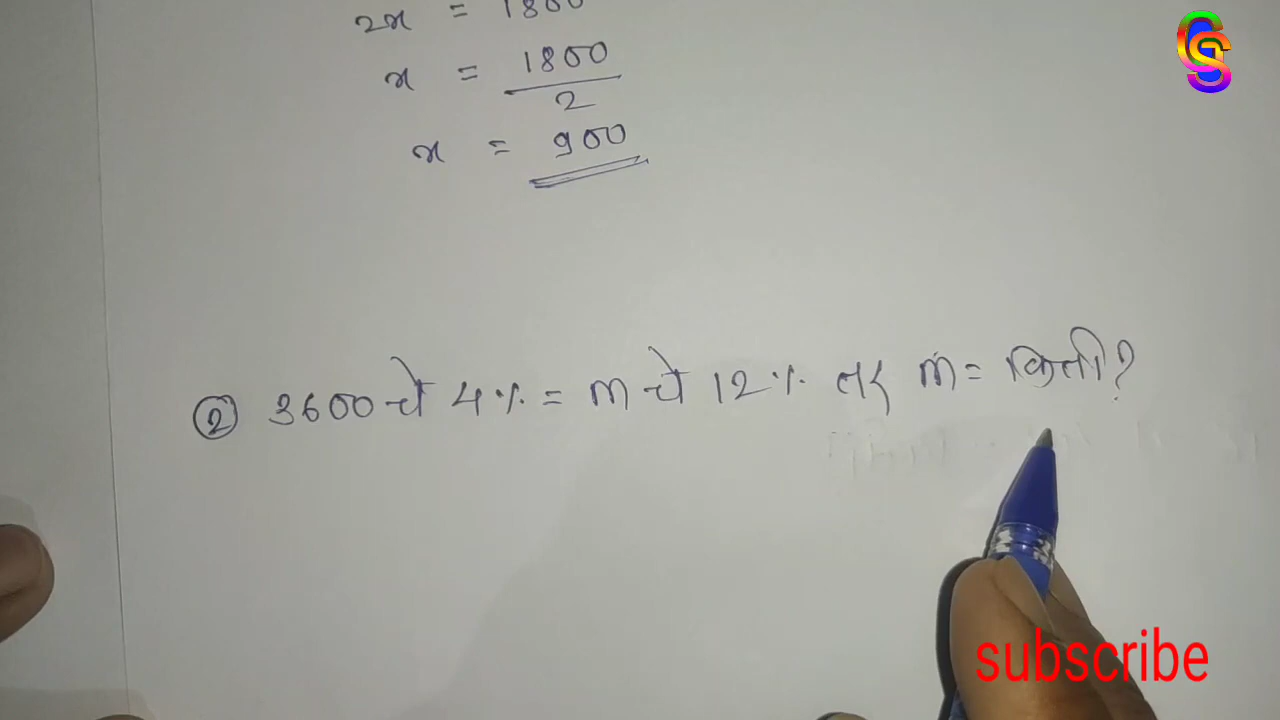 2x = 1800
x = 1800
2
x = 900
② 3600 चे 4% = m चे 12% तर m = किती?
subscribe